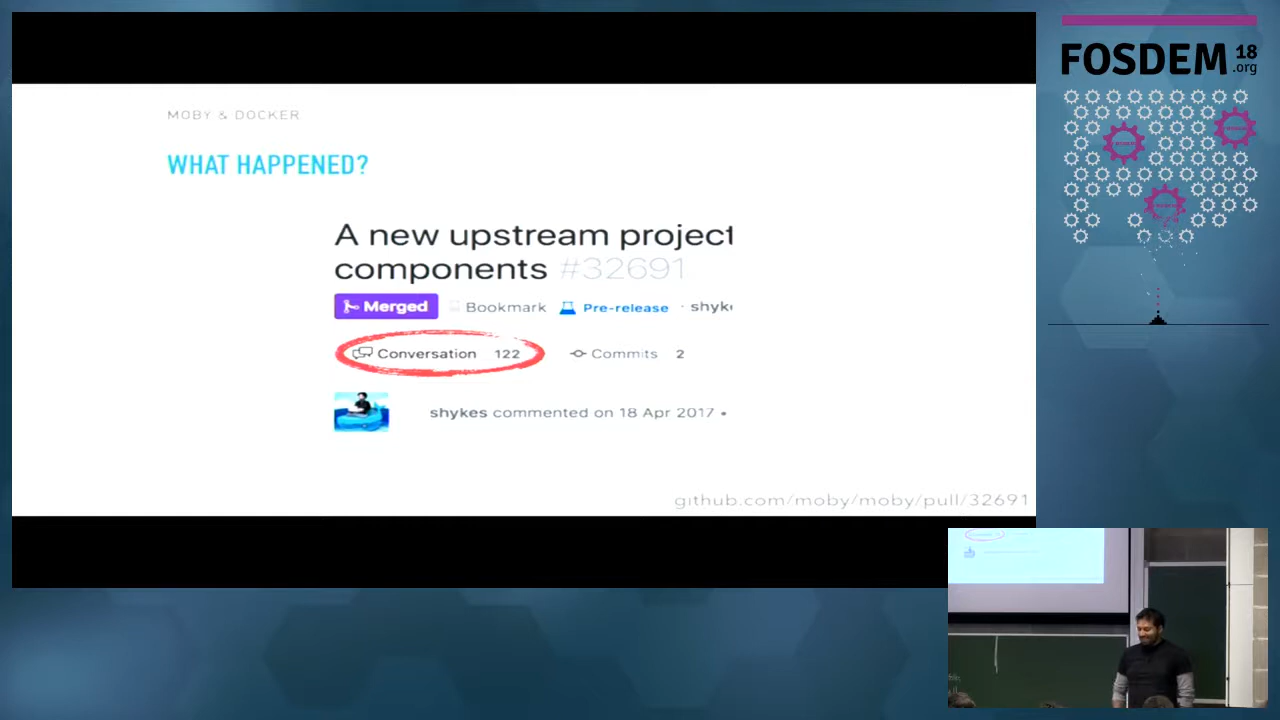 MOBY & DOCKER
WHAT HAPPENED?
A new upstream project
components #32691
Merged Bookmark Pre-release · shyk
Conversation 122 Commits 2
shykes commented on 18 Apr 2017 •
github.com/moby/moby/pull/32691
FOSDEM 18
.org